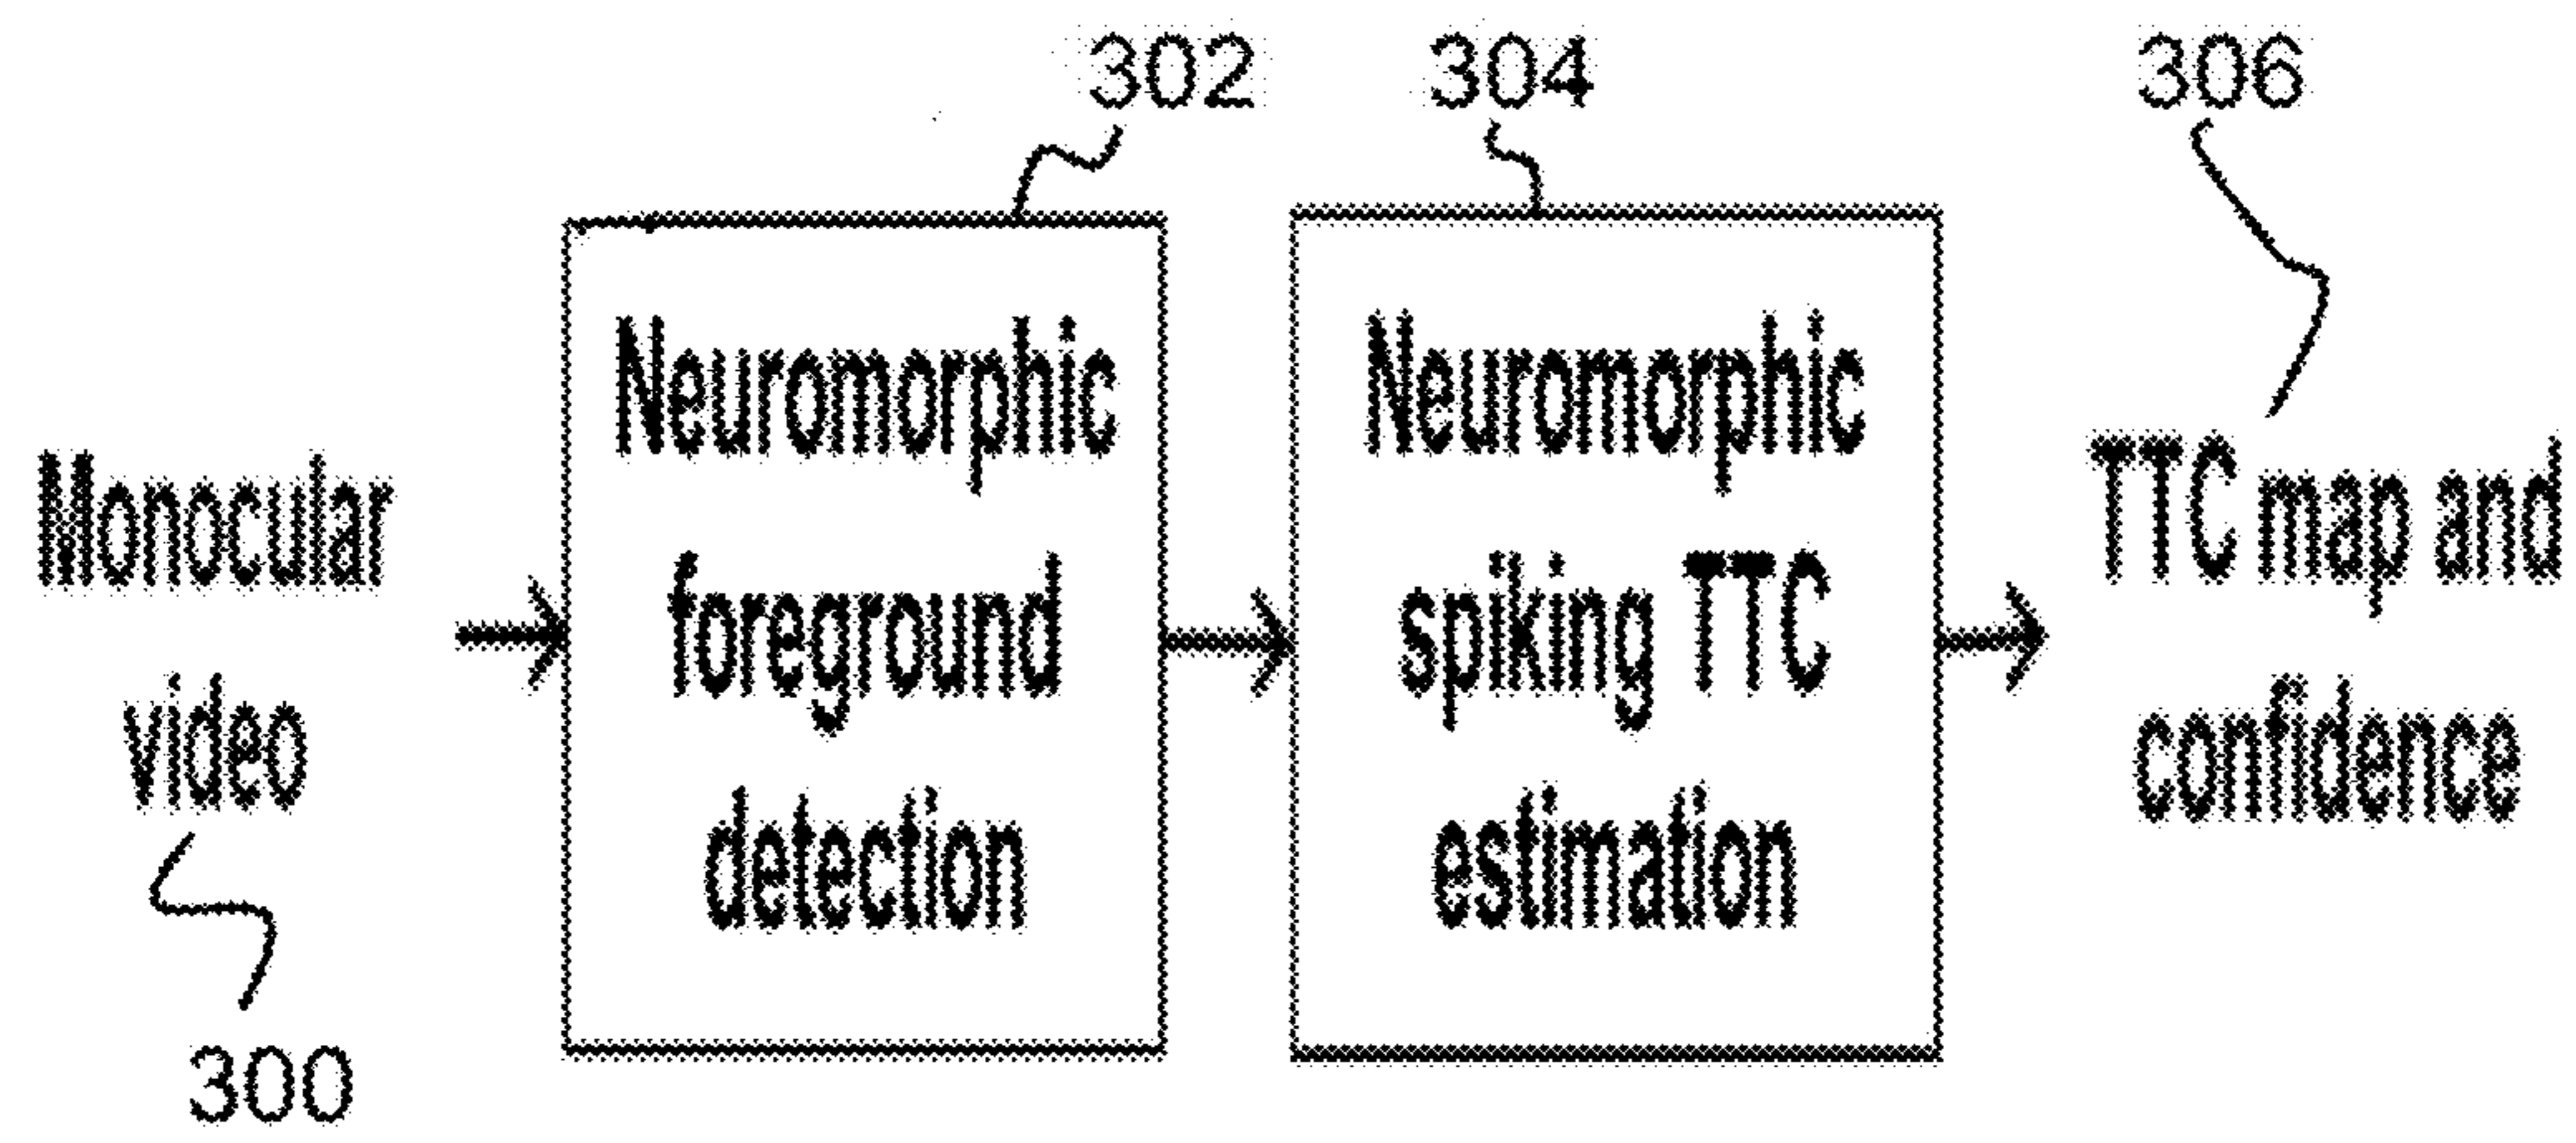 302
304
306
Monocular
video
300
Neuromorphic
foreground
detection
Neuromorphic
spiking TTC
estimation
TTC map and
confidence